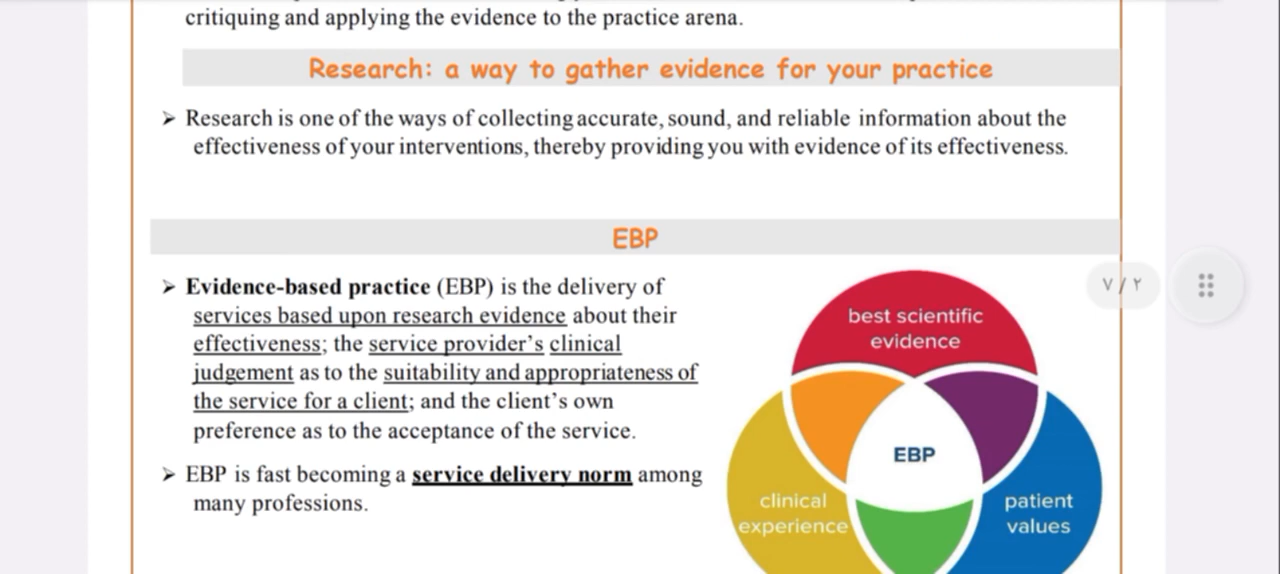 critiquing and applying the evidence to the practice arena.
Research: a way to gather evidence for your practice
➢ Research is one of the ways of collecting accurate, sound, and reliable information about the
effectiveness of your interventions, thereby providing you with evidence of its effectiveness.
EBP
➢ Evidence-based practice (EBP) is the delivery of
services based upon research evidence about their
effectiveness; the service provider's clinical
judgement as to the suitability and appropriateness of
the service for a client; and the client's own
preference as to the acceptance of the service.
➢ EBP is fast becoming a service delivery norm among
many professions.
best scientific
evidence
EBP
clinical
experience
patient
values
٧ / ٢